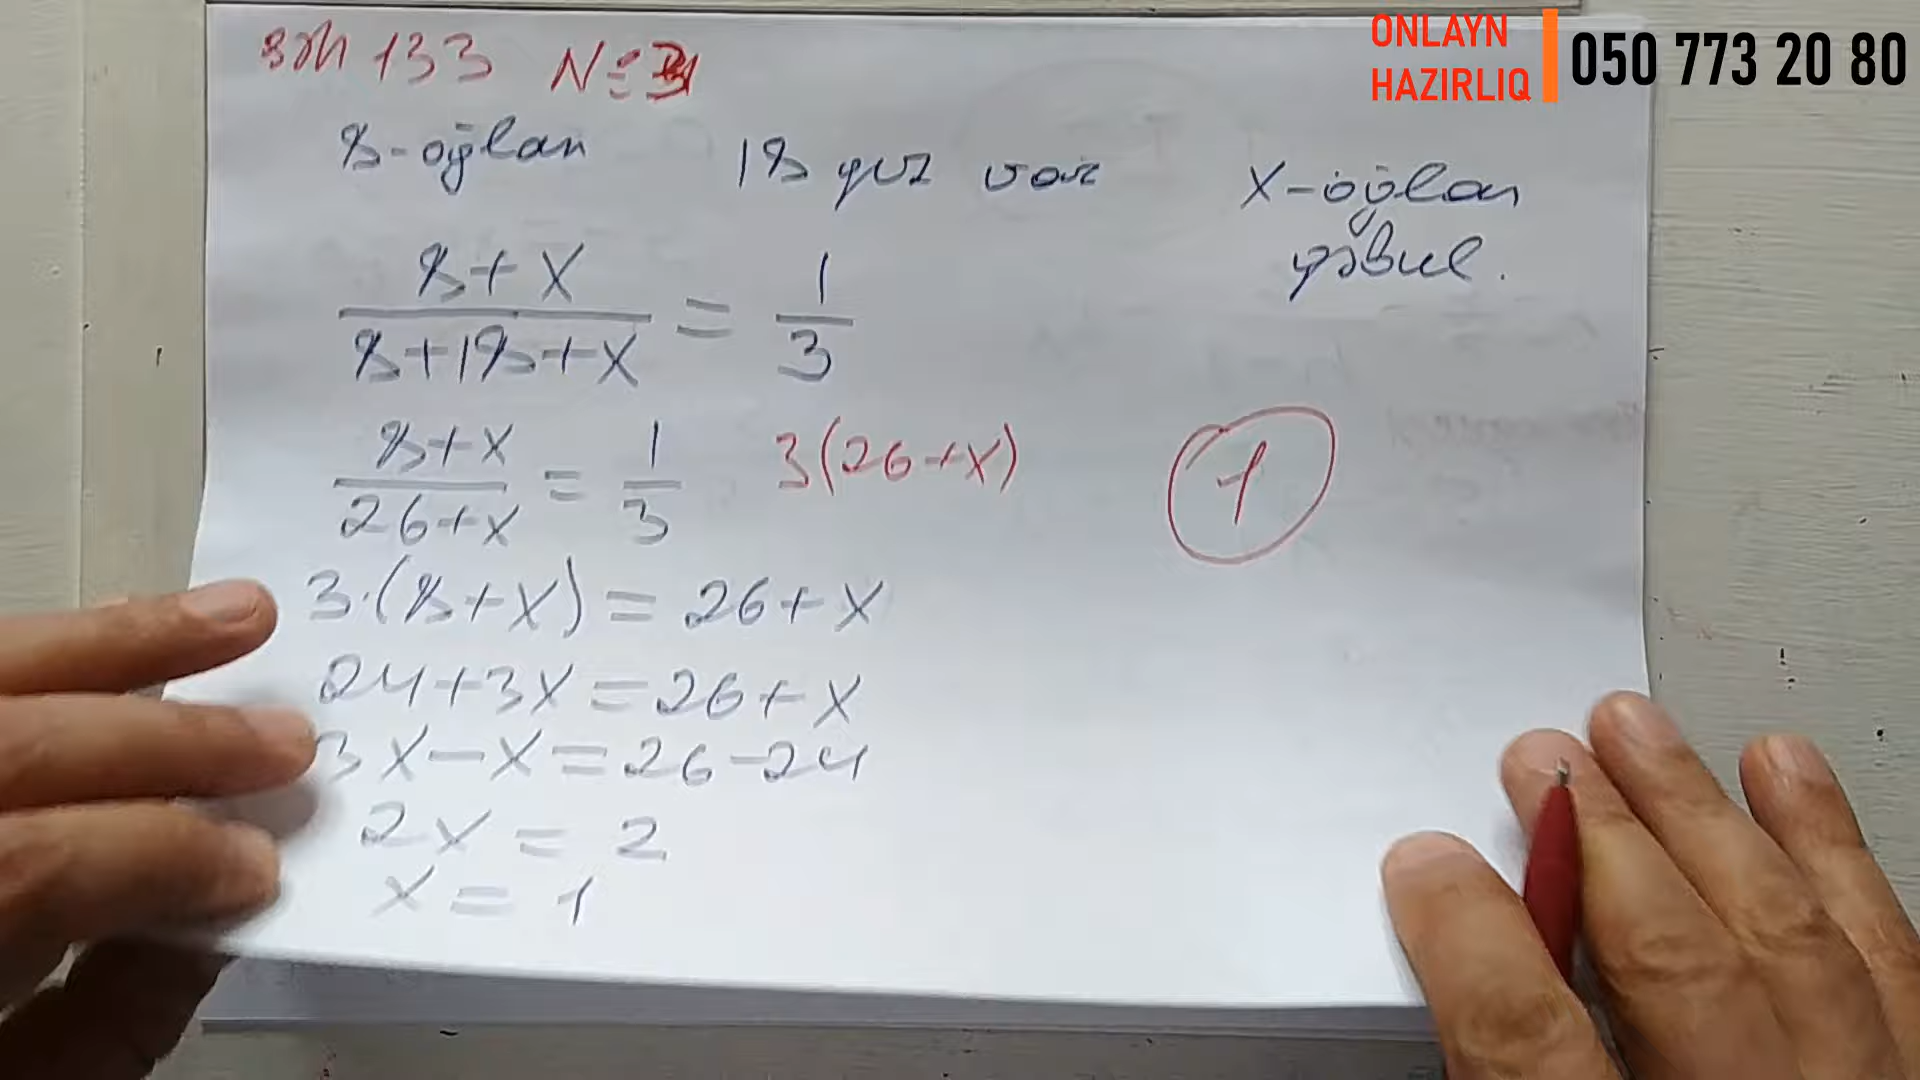 ONLAYN
HAZIRLIQ
050 773 20 80
səh 133 №
8-oğlan 18 qız var X-oğlan
qəbul.
8+X / 8+18+X = 1/3
8+X / 26+X = 1/3 3(26+X) 1
3·(8+X) = 26+X
24+3X = 26+X
3X-X = 26-24
2X = 2
X = 1